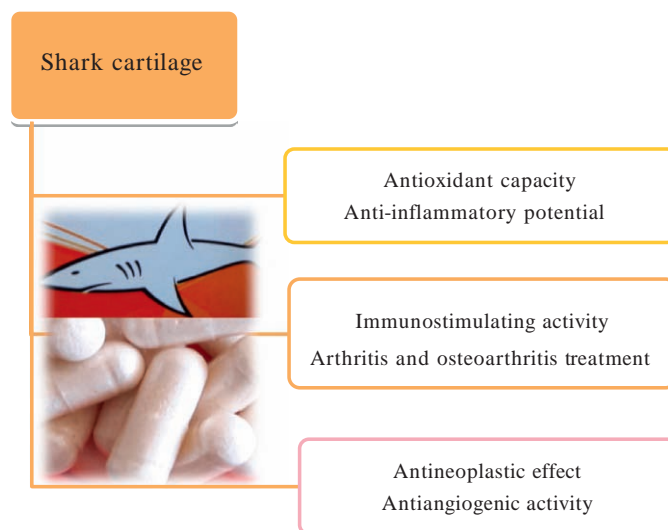 Shark cartilage
Antioxidant capacity
Anti-inflammatory potential
Immunostimulating activity
Arthritis and osteoarthritis treatment
Antineoplastic effect
Antiangiogenic activity